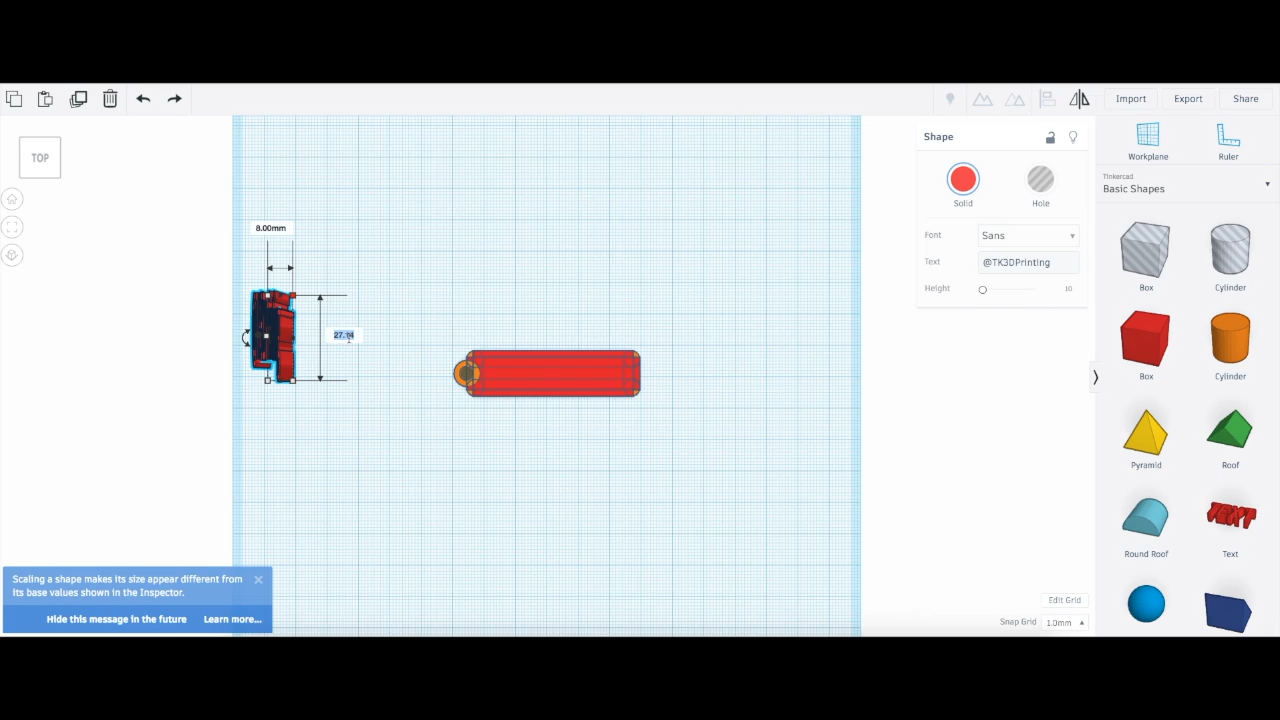 Import
Export
Share
TOP
Shape
Solid
Hole
Font
Sans
Text
@TK3DPrinting
Height
10
Workplane
Ruler
Tinkercad
Basic Shapes
Box
Cylinder
Box
Cylinder
Pyramid
Roof
Round Roof
TEXT
Text
8.00mm
Scaling a shape makes its size appear different from
its base values shown in the Inspector.
Hide this message in the future
Learn more...
Edit Grid
Snap Grid
1.0mm